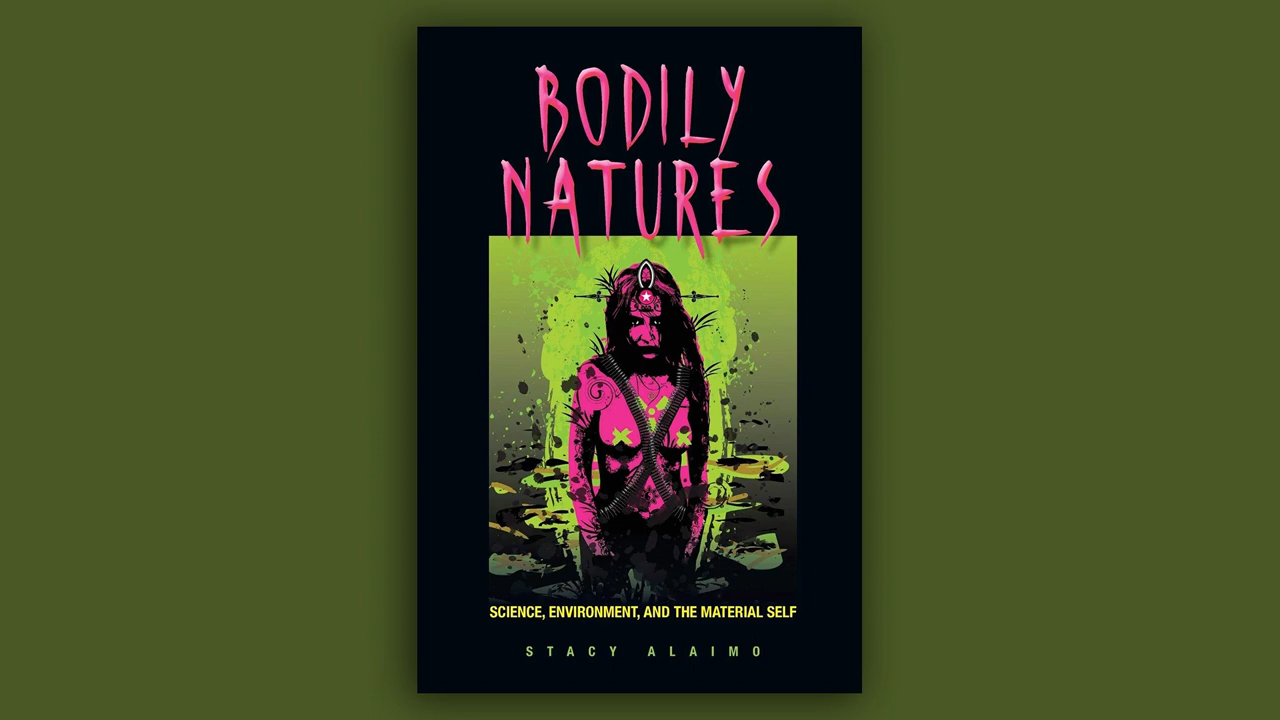 BODILY
NATURES
SCIENCE, ENVIRONMENT, AND THE MATERIAL SELF
STACY ALAIMO